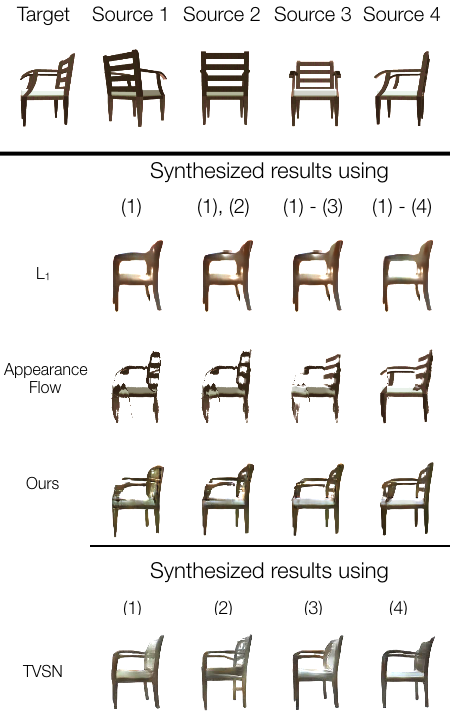 Target Source 1 Source 2 Source 3 Source 4
Synthesized results using
(1) (1), (2) (1) - (3) (1) - (4)
L₁
Appearance
Flow
Ours
Synthesized results using
(1) (2) (3) (4)
TVSN